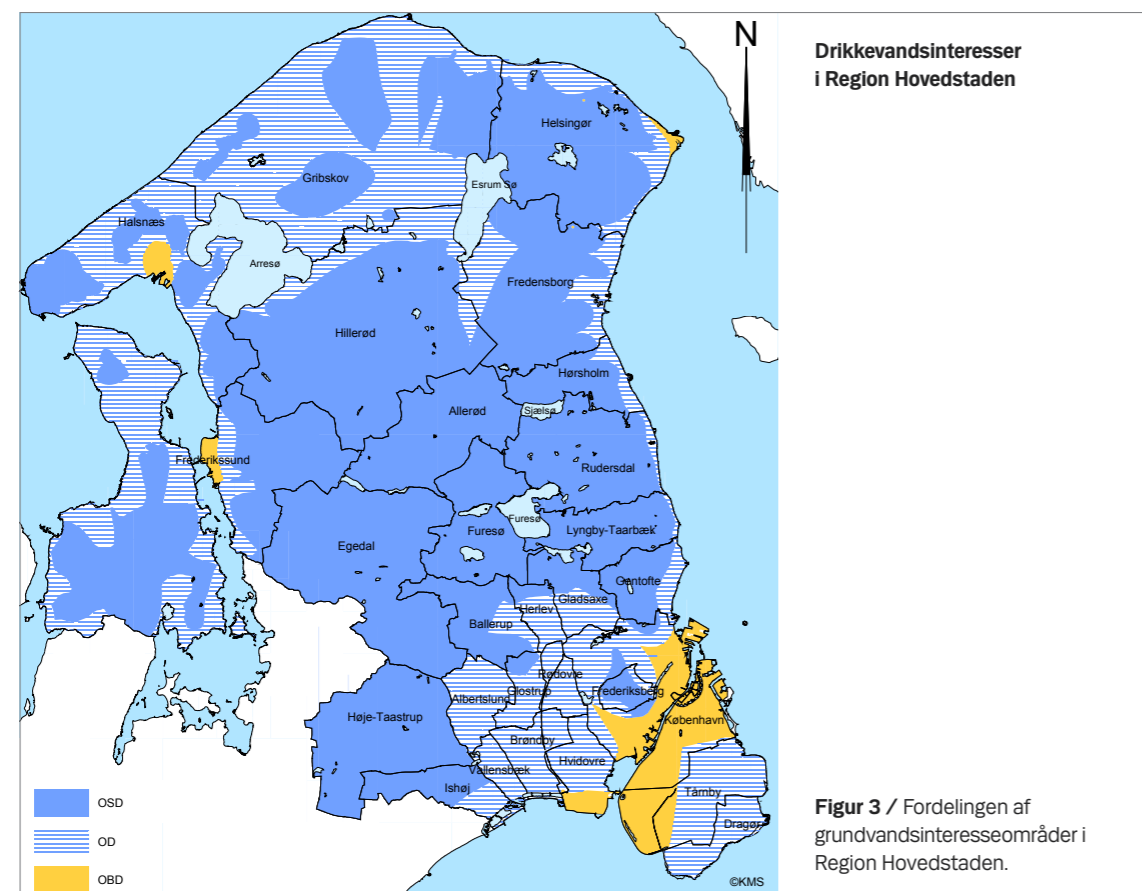 N
Drikkevandsinteresser
i Region Hovedstaden
Helsingør
Gribskov
Esrum Sø
Halsnæs
Arresø
Fredensborg
Hillerød
Hørsholm
Allerød
Sjælsø
Frederikssund
Rudersdal
Furesø
Furesø
Lyngby-Taarbæk
Egedal
Gentofte
Gladsaxe
Herlev
Ballerup
Rødovre
Glostrup
Frederiksberg
Albertslund
Høje-Taastrup
København
Brøndby
Hvidovre
Vallensbæk
Ishøj
Tårnby
Dragør
OSD
OD
OBD
©KMS
Figur 3 / Fordelingen af
grundvandsinteresseområder i
Region Hovedstaden.